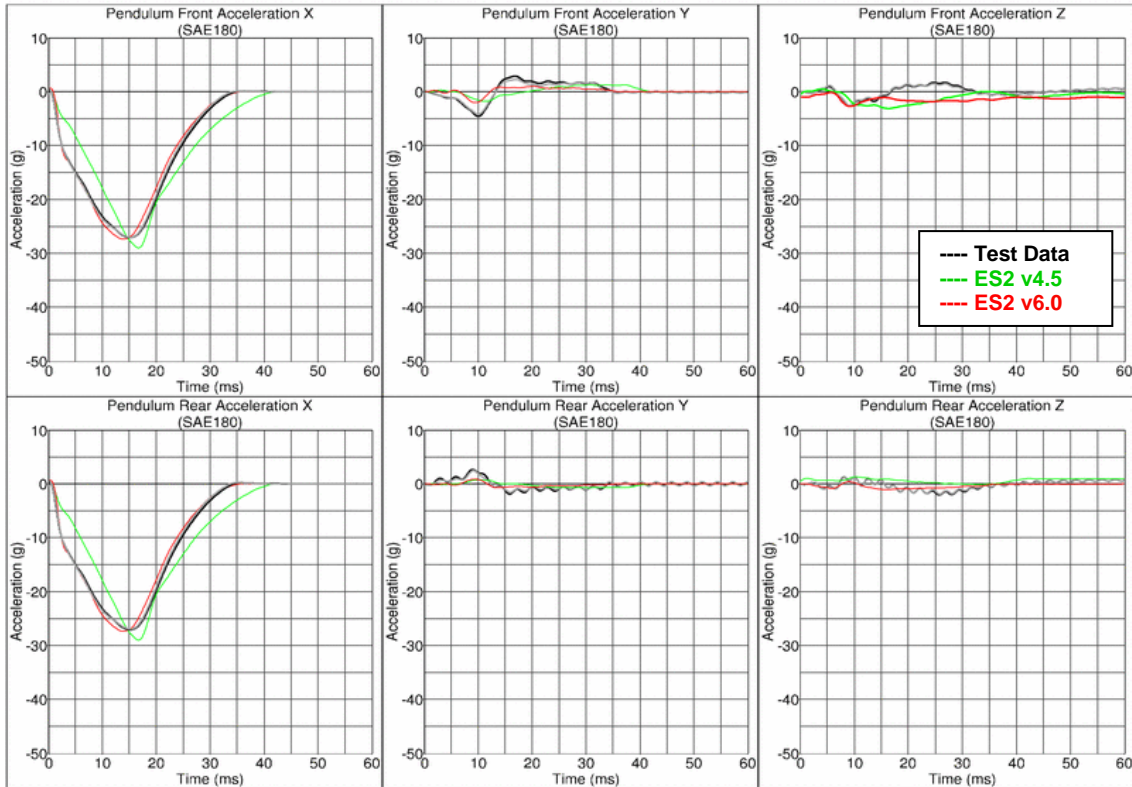 Pendulum Front Acceleration X
(SAE180)
10
0
-10
-20
-30
-40
-50
Acceleration (g)
0 10 20 30 40 50 60
Time (ms)
Pendulum Front Acceleration Y
(SAE180)
10
0
-10
-20
-30
-40
-50
Acceleration (g)
0 10 20 30 40 50 60
Time (ms)
Pendulum Front Acceleration Z
(SAE180)
10
0
-10
-20
-30
-40
-50
Acceleration (g)
0 10 20 30 40 50 60
Time (ms)
---- Test Data
---- ES2 v4.5
---- ES2 v6.0
Pendulum Rear Acceleration X
(SAE180)
10
0
-10
-20
-30
-40
-50
Acceleration (g)
0 10 20 30 40 50 60
Time (ms)
Pendulum Rear Acceleration Y
(SAE180)
10
0
-10
-20
-30
-40
-50
Acceleration (g)
0 10 20 30 40 50 60
Time (ms)
Pendulum Rear Acceleration Z
(SAE180)
10
0
-10
-20
-30
-40
-50
Acceleration (g)
0 10 20 30 40 50 60
Time (ms)